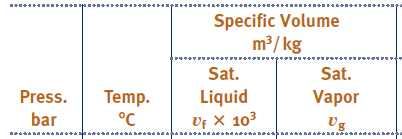 Specific Volume
m³/kg
Sat. Sat.
Press. Temp. Liquid Vapor
bar °C v_f × 10³ v_g